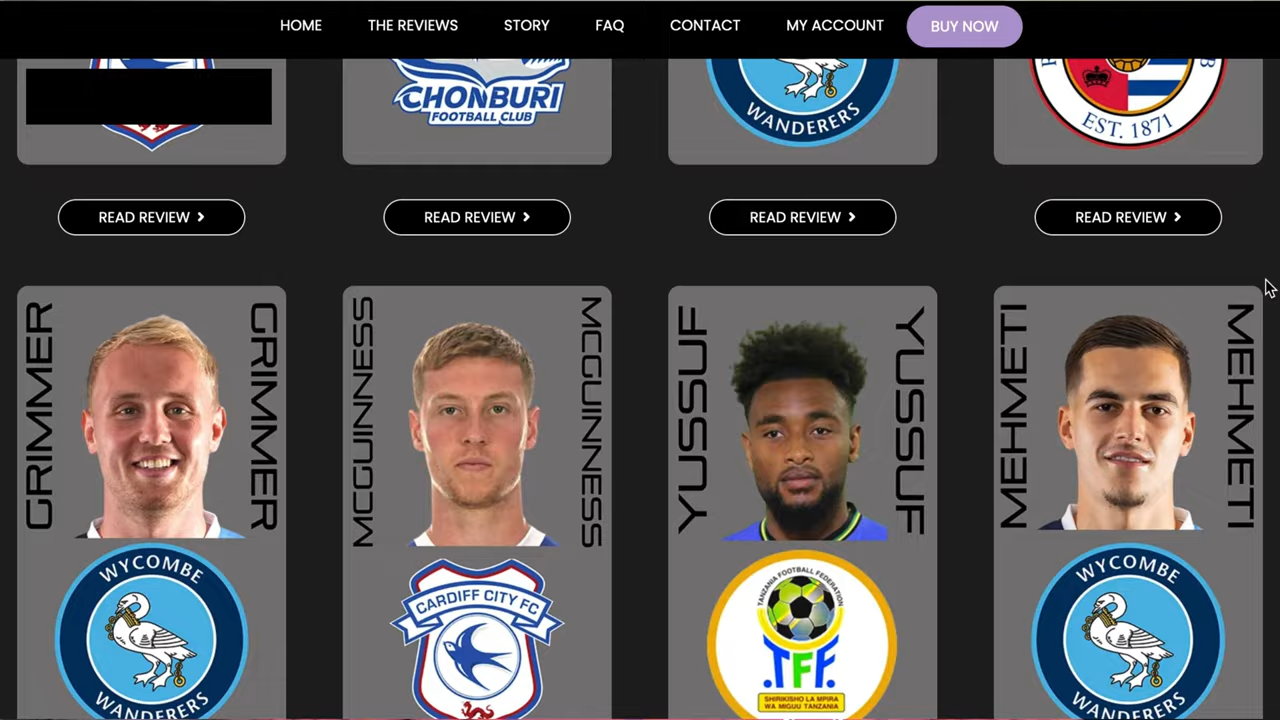 HOME
THE REVIEWS
STORY
FAQ
CONTACT
MY ACCOUNT
BUY NOW
CHONBURI
FOOTBALL CLUB
WANDERERS
EST. 1871
READ REVIEW
READ REVIEW
READ REVIEW
READ REVIEW
GRIMMER
GRIMMER
MCGUINNESS
MCGUINNESS
YUSSUF
YUSSUF
MEHMETI
MEHMETI
WYCOMBE
WANDERERS
CARDIFF CITY FC
TANZANIA FOOTBALL FEDERATION
TFF.
SHIRIKISHO LA MPIRA
WA MIGUU TANZANIA
WYCOMBE
WANDERERS